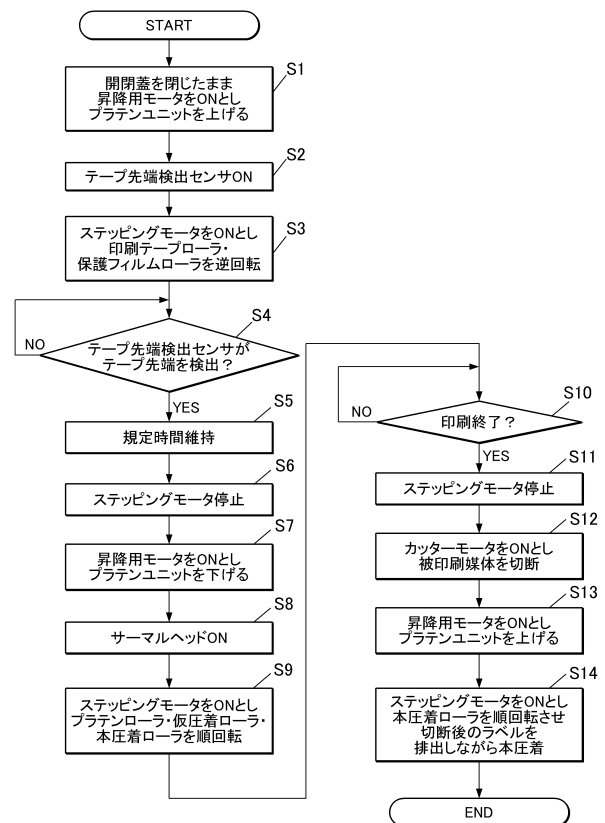 START
S1
開閉蓋を閉じたまま
昇降用モータをONとし
プラテンユニットを上げる
S2
テープ先端検出センサON
S3
ステッピングモータをONとし
印刷テープローラ・
保護フィルムローラを逆回転
S4
テープ先端検出センサが
テープ先端を検出？
NO
YES
S5
規定時間維持
S6
ステッピングモータ停止
S7
昇降用モータをONとし
プラテンユニットを下げる
S8
サーマルヘッドON
S9
ステッピングモータをONとし
プラテンローラ・仮圧着ローラ・
本圧着ローラを順回転
S10
印刷終了？
NO
YES
S11
ステッピングモータ停止
S12
カッターモータをONとし
被印刷媒体を切断
S13
昇降用モータをONとし
プラテンユニットを上げる
S14
ステッピングモータをONとし
本圧着ローラを順回転させ
切断後のラベルを
排出しながら本圧着
END